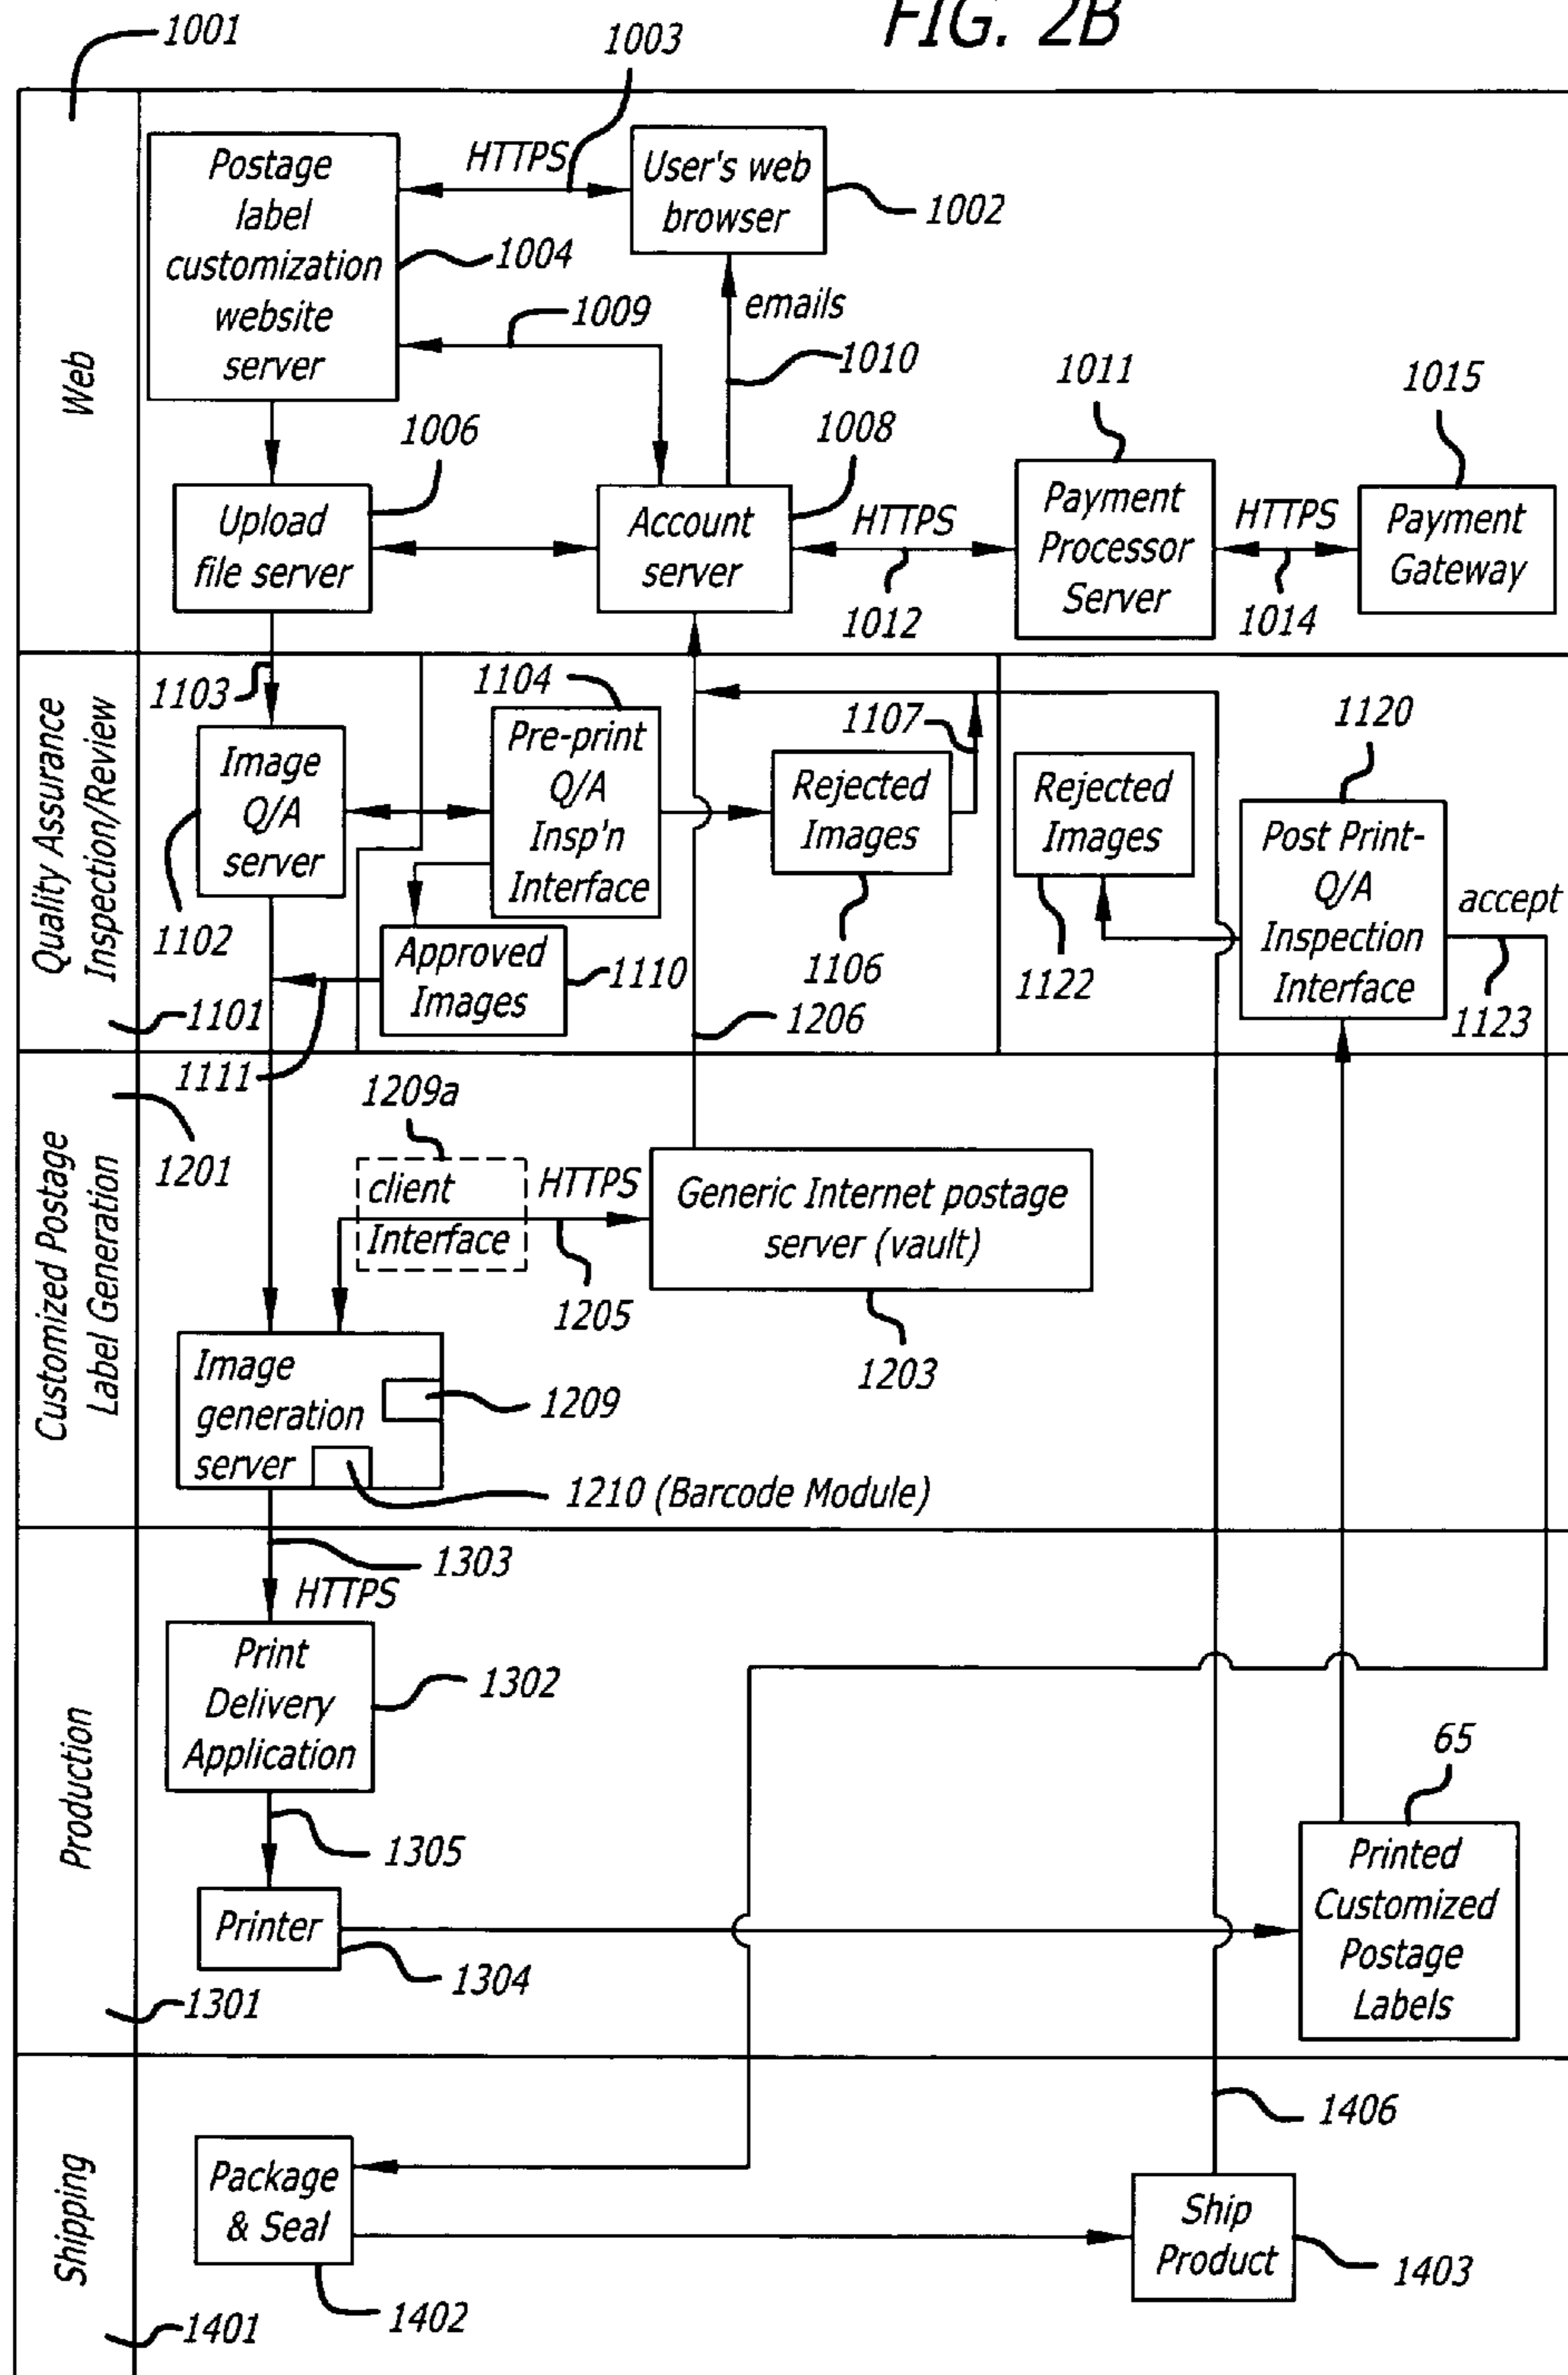 FIG. 2B
1001
1003
Web
Postage
label
customization
website
server
HTTPS
User's web
browser
1002
1004
1009
emails
1010
1006
1008
1011
1015
Upload
file server
Account
server
HTTPS
1012
Payment
Processor
Server
HTTPS
1014
Payment
Gateway
Quality Assurance
Inspection/Review
1101
1103
1104
1107
1120
Image
Q/A
server
1102
Pre-print
Q/A
Insp'n
Interface
Rejected
Images
1106
Rejected
Images
1122
Post Print-
Q/A
Inspection
Interface
accept
1123
Approved
Images
1110
1206
1111
Customized Postage
Label Generation
1201
1209a
client
Interface
HTTPS
1205
Generic Internet postage
server (vault)
1203
Image
generation
server
1209
1210 (Barcode Module)
Production
1303
HTTPS
Print
Delivery
Application
1302
65
1305
Printer
1304
Printed
Customized
Postage
Labels
1301
Shipping
1406
Package
& Seal
1402
Ship
Product
1403
1401